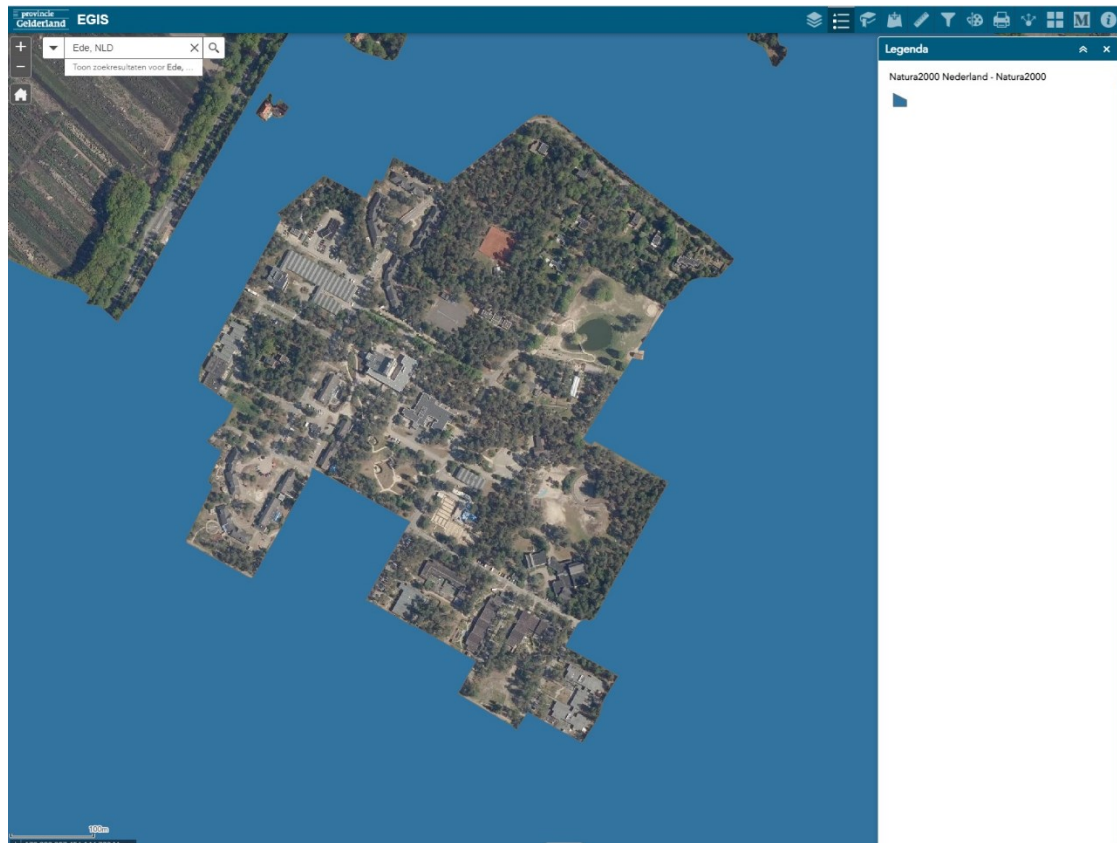 provincie
Gelderland EGIS
Ede, NLD
Toon zoekresultaten voor Ede, ...
Legenda
Natura2000 Nederland - Natura2000
100m